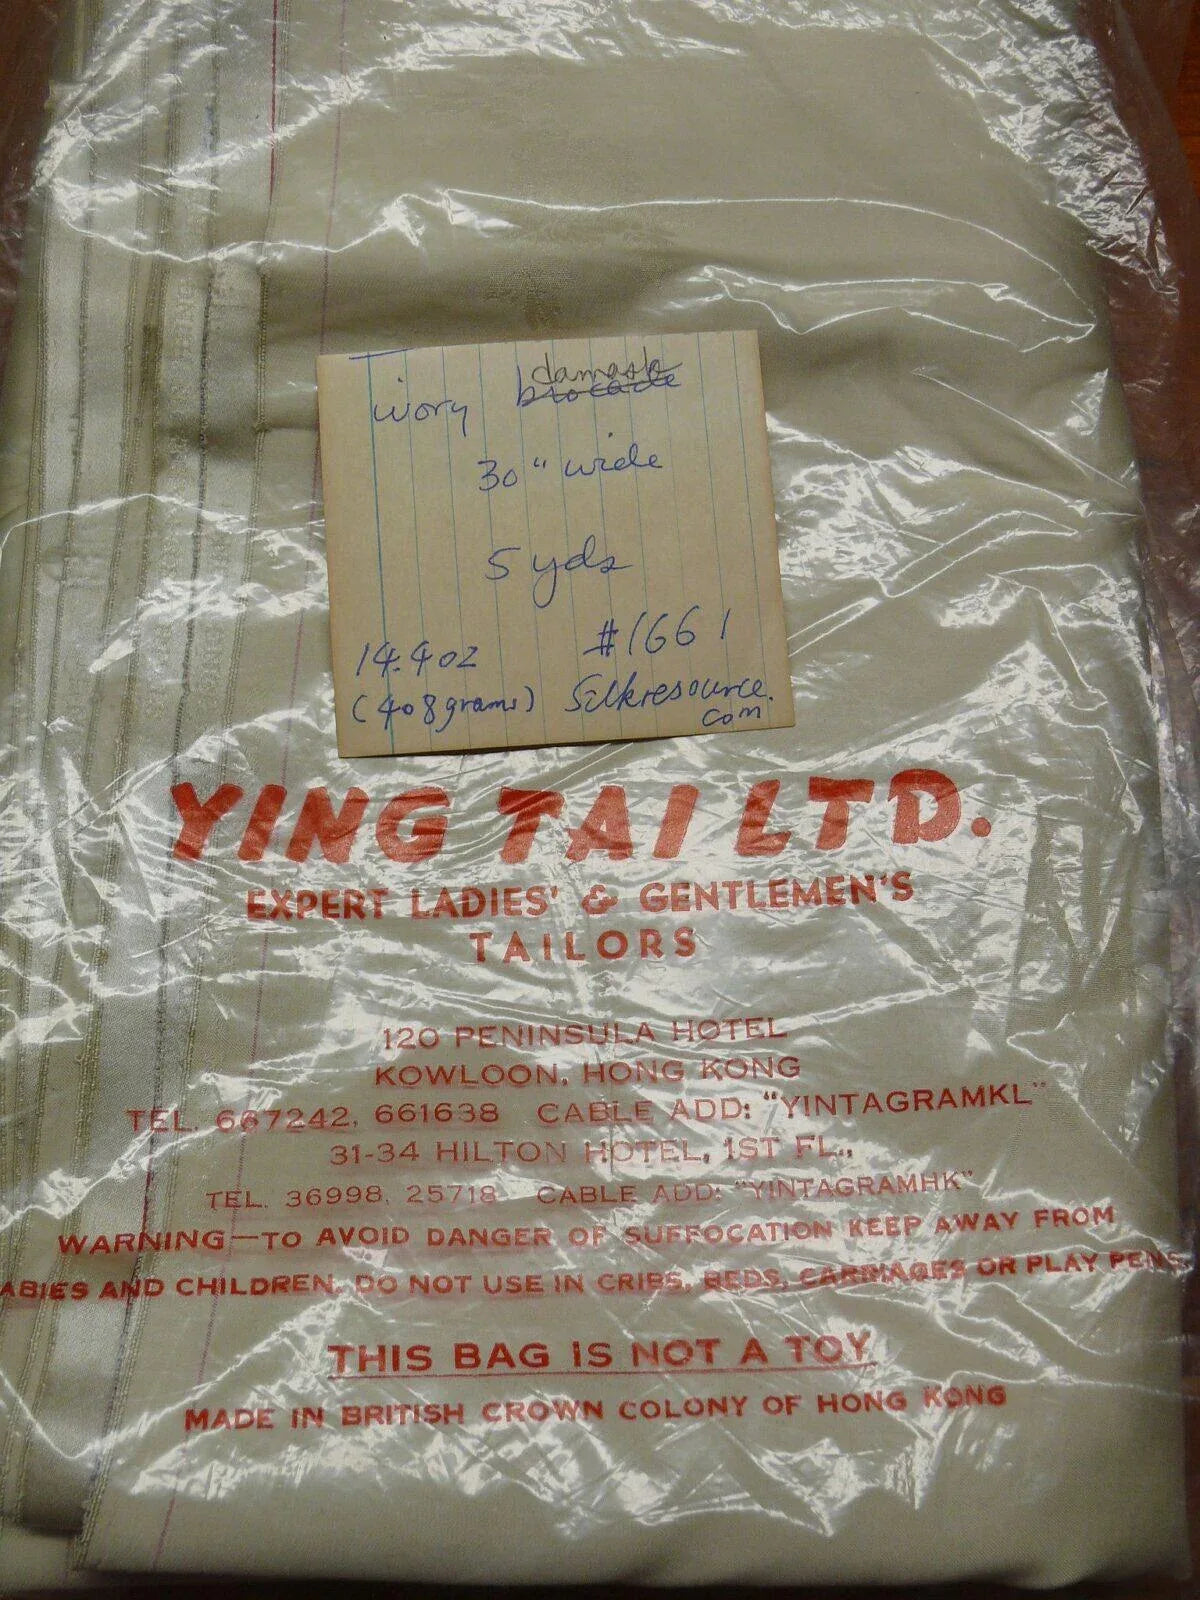 ivory damask
brocade
30" wide
5 yds
14.4 oz #1661
(408 grams) Silkresource.
com
YING TAI LTD.
EXPERT LADIES' & GENTLEMEN'S
TAILORS
120 PENINSULA HOTEL
KOWLOON, HONG KONG
TEL. 667242, 661638 CABLE ADD: "YINTAGRAMKL"
31-34 HILTON HOTEL, 1ST FL.,
TEL. 36998, 25718 CABLE ADD: "YINTAGRAMHK"
WARNING—TO AVOID DANGER OF SUFFOCATION KEEP AWAY FROM
ABIES AND CHILDREN. DO NOT USE IN CRIBS, BEDS, CARRIAGES OR PLAY PENS
THIS BAG IS NOT A TOY
MADE IN BRITISH CROWN COLONY OF HONG KONG